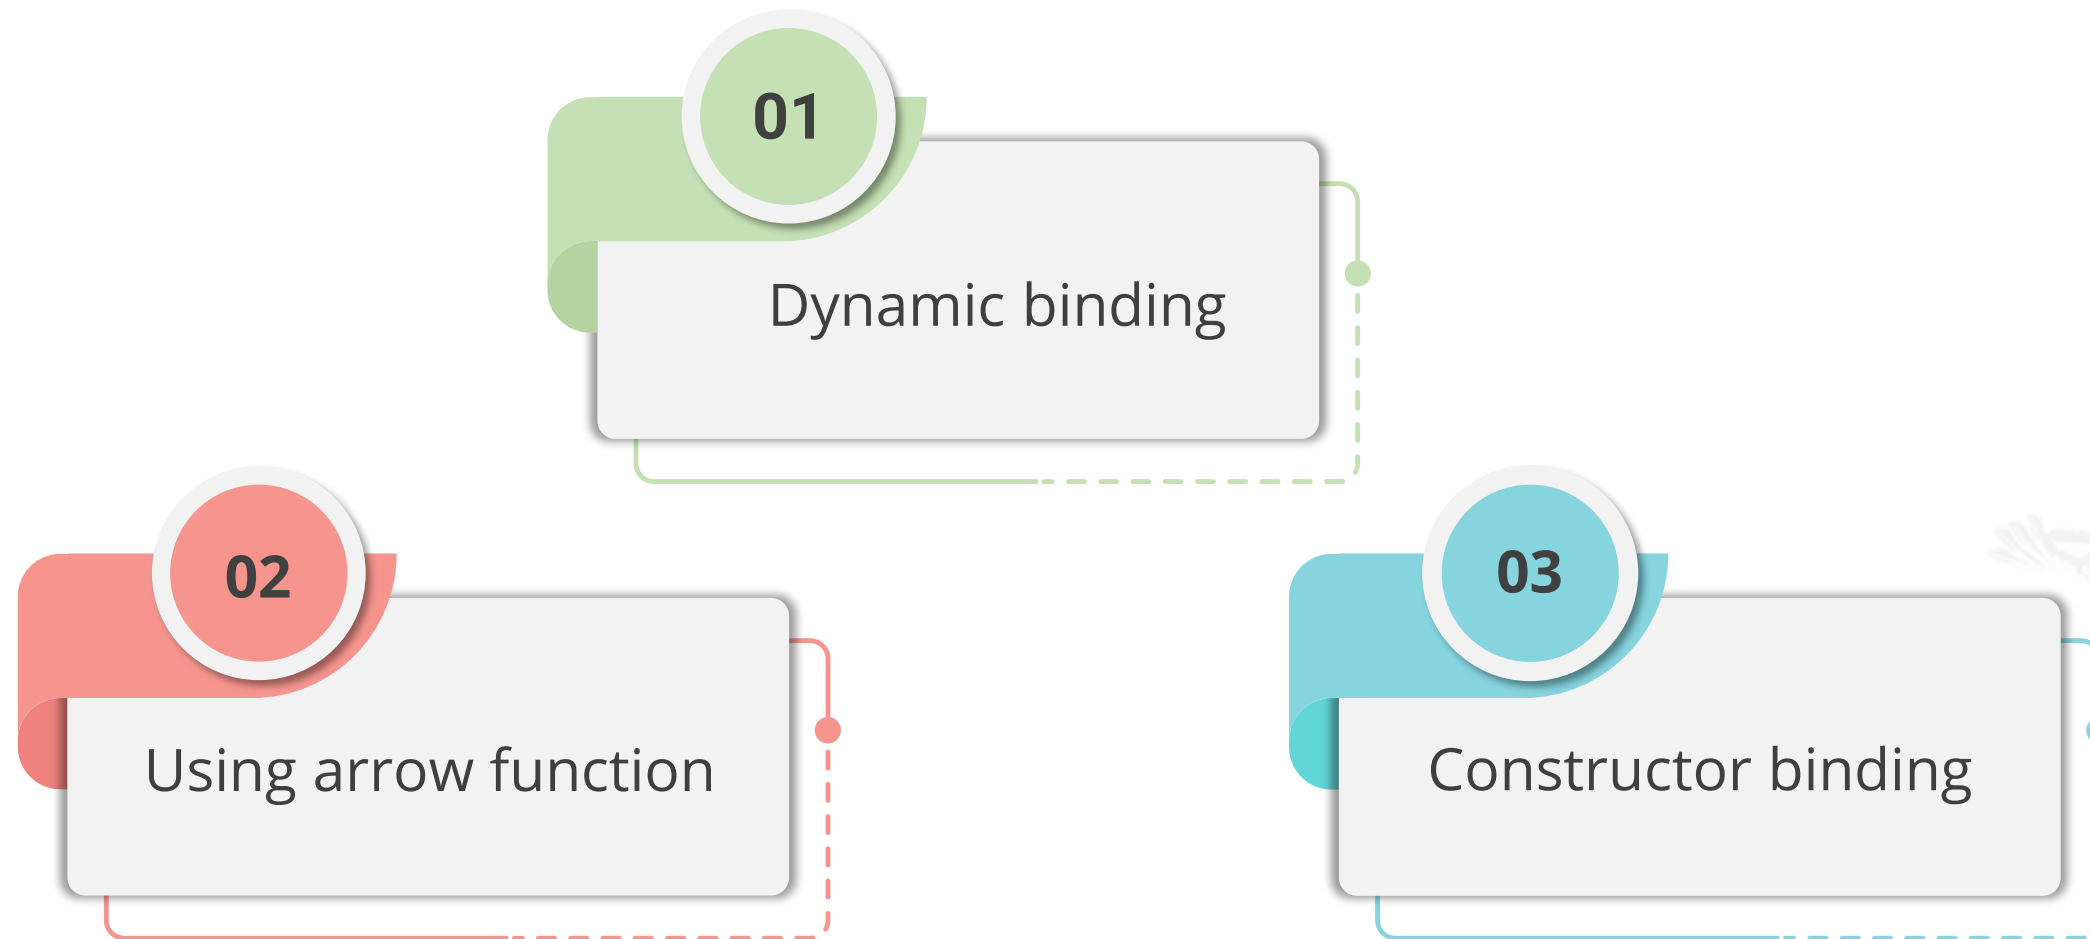 01
Dynamic binding
02
Using arrow function
03
Constructor binding